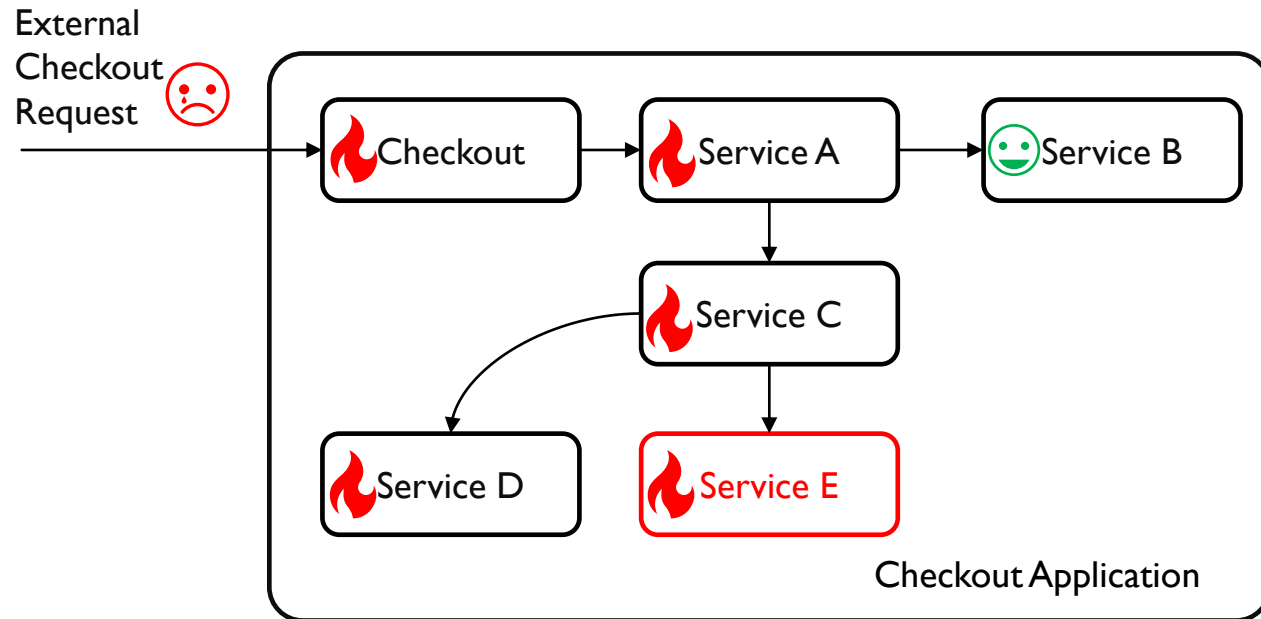 External
Checkout
Request
Checkout
Service A
Service B
Service C
Service D
Service E
Checkout Application